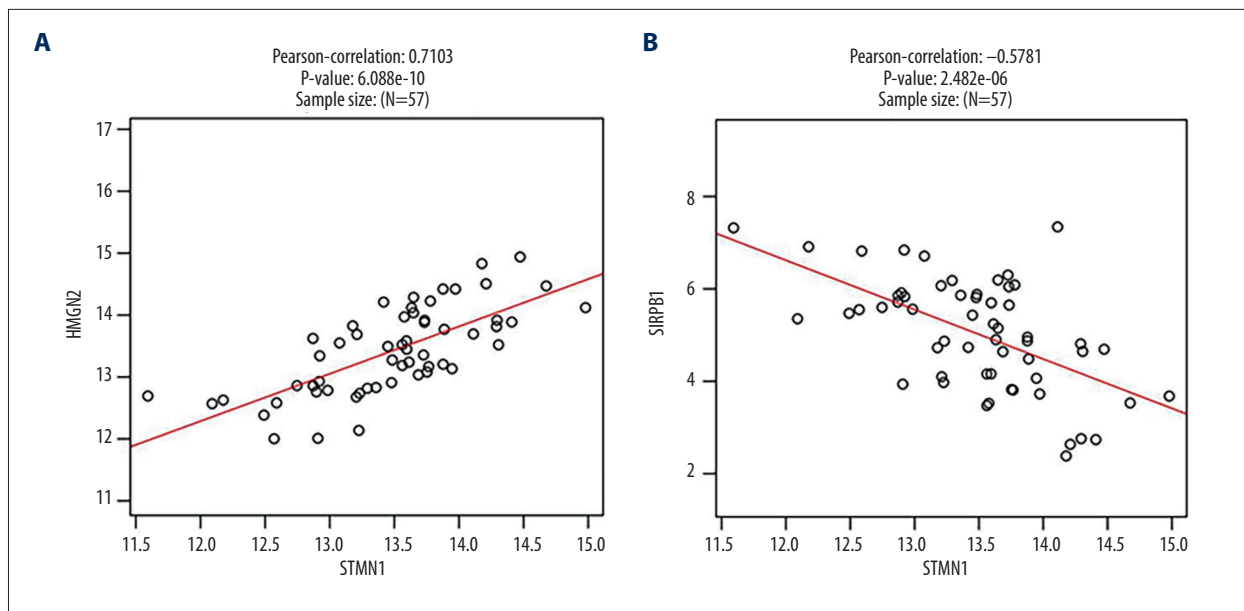 A
Pearson-correlation: 0.7103
P-value: 6.088e-10
Sample size: (N=57)
17
16
15
14
13
12
11
HMGN2
11.5 12.0 12.5 13.0 13.5 14.0 14.5 15.0
STMN1
B
Pearson-correlation: –0.5781
P-value: 2.482e-06
Sample size: (N=57)
8
6
4
2
SIRPB1
11.5 12.0 12.5 13.0 13.5 14.0 14.5 15.0
STMN1